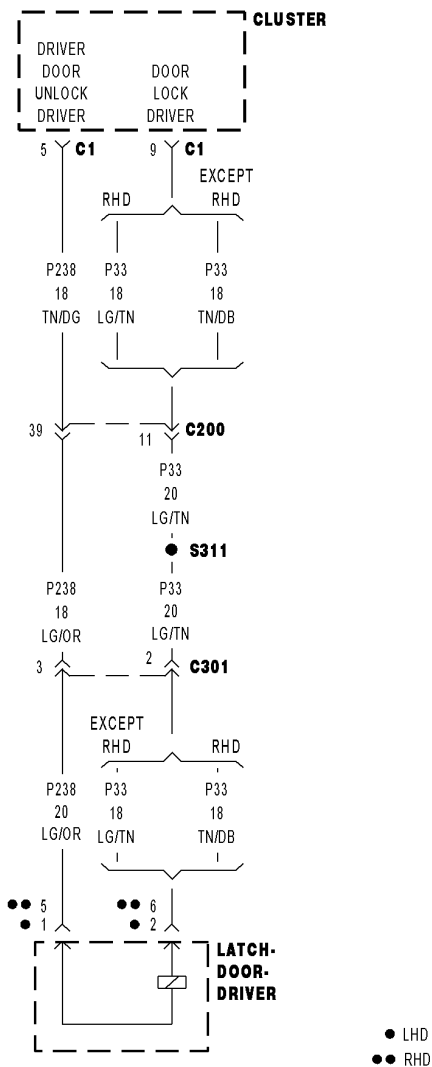 CLUSTER
DRIVER
DOOR DOOR
UNLOCK LOCK
DRIVER DRIVER
5 C1 9 C1
EXCEPT
RHD RHD
P238 P33 P33
18 18 18
TN/DG LG/TN TN/DB
39 11 C200
P33
20
LG/TN
S311
P238 P33
18 20
LG/OR LG/TN
3 2 C301
EXCEPT
RHD RHD
P238 P33 P33
20 18 18
LG/OR LG/TN TN/DB
5 6
1 2
LATCH-
DOOR-
DRIVER
LHD
RHD